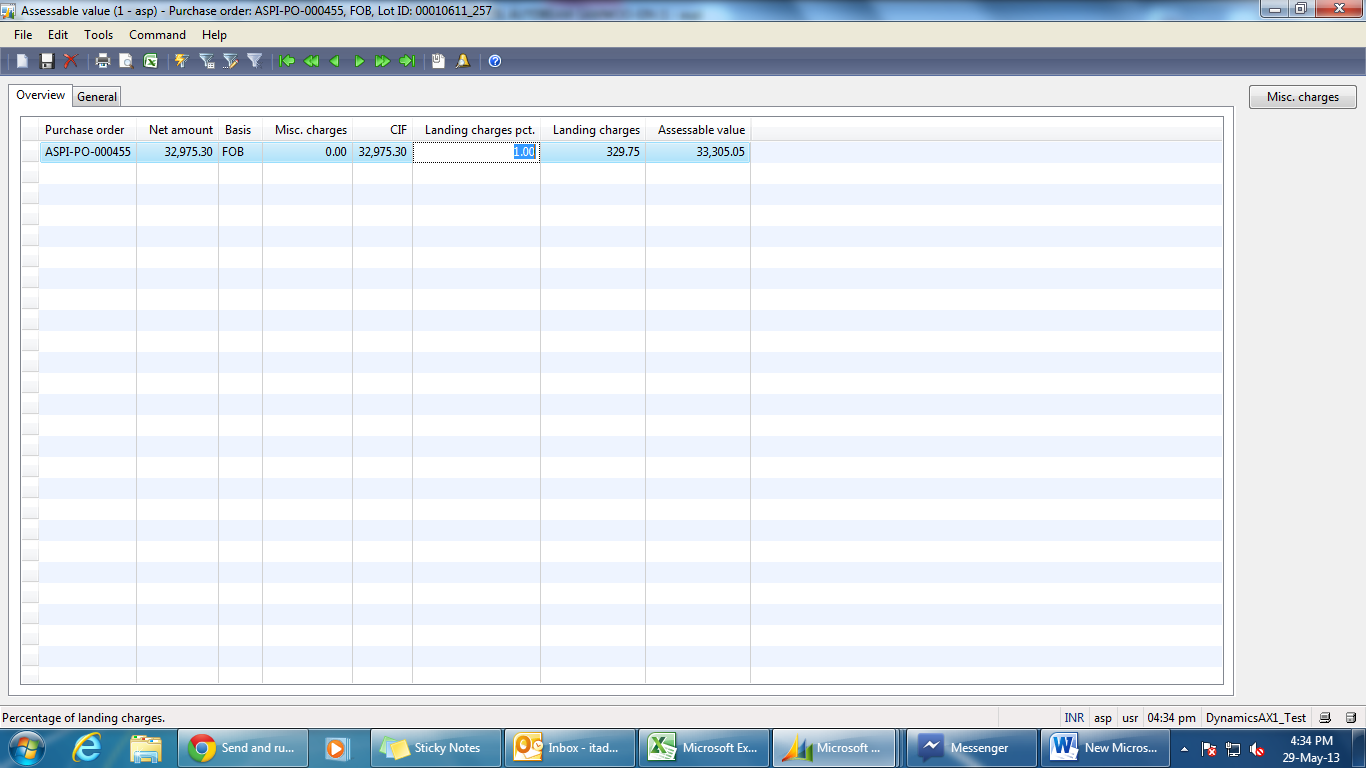 Assessable value (1 - asp) - Purchase order: ASPI-PO-000455, FOB, Lot ID: 00010611_257
File Edit Tools Command Help
Overview General Misc. charges
Purchase order Net amount Basis Misc. charges CIF Landing charges pct. Landing charges Assessable value
ASPI-PO-000455 32,975.30 FOB 0.00 32,975.30 1.00 329.75 33,305.05
Percentage of landing charges. INR asp usr 04:34 pm DynamicsAX1_Test
Send and ru... Sticky Notes Inbox - itad... Microsoft Ex... Microsoft ... Messenger New Micros... 4:34 PM
29-May-13